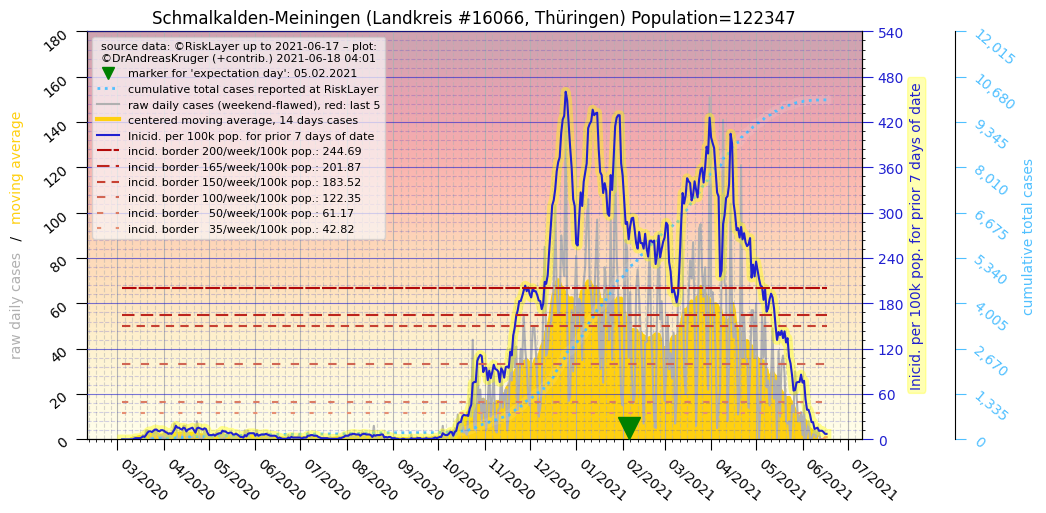 Schmalkalden-Meiningen (Landkreis #16066, Thüringen) Population=122347
source data: ©RiskLayer up to 2021-06-17 – plot:
©DrAndreasKruger (+contrib.) 2021-06-18 04:01
marker for 'expectation day': 05.02.2021
cumulative total cases reported at RiskLayer
raw daily cases (weekend-flawed), red: last 5
centered moving average, 14 days cases
Inicid. per 100k pop. for prior 7 days of date
incid. border 200/week/100k pop.: 244.69
incid. border 165/week/100k pop.: 201.87
incid. border 150/week/100k pop.: 183.52
incid. border 100/week/100k pop.: 122.35
incid. border   50/week/100k pop.: 61.17
incid. border   35/week/100k pop.: 42.82
raw daily cases / moving average
180
160
140
120
100
80
60
40
20
0
03/2020
04/2020
05/2020
06/2020
07/2020
08/2020
09/2020
10/2020
11/2020
12/2020
01/2021
02/2021
03/2021
04/2021
05/2021
06/2021
07/2021
540
480
420
360
300
240
180
120
60
0
Inicid. per 100k pop. for prior 7 days of date
12,015
10,680
9,345
8,010
6,675
5,340
4,005
2,670
1,335
0
cumulative total cases